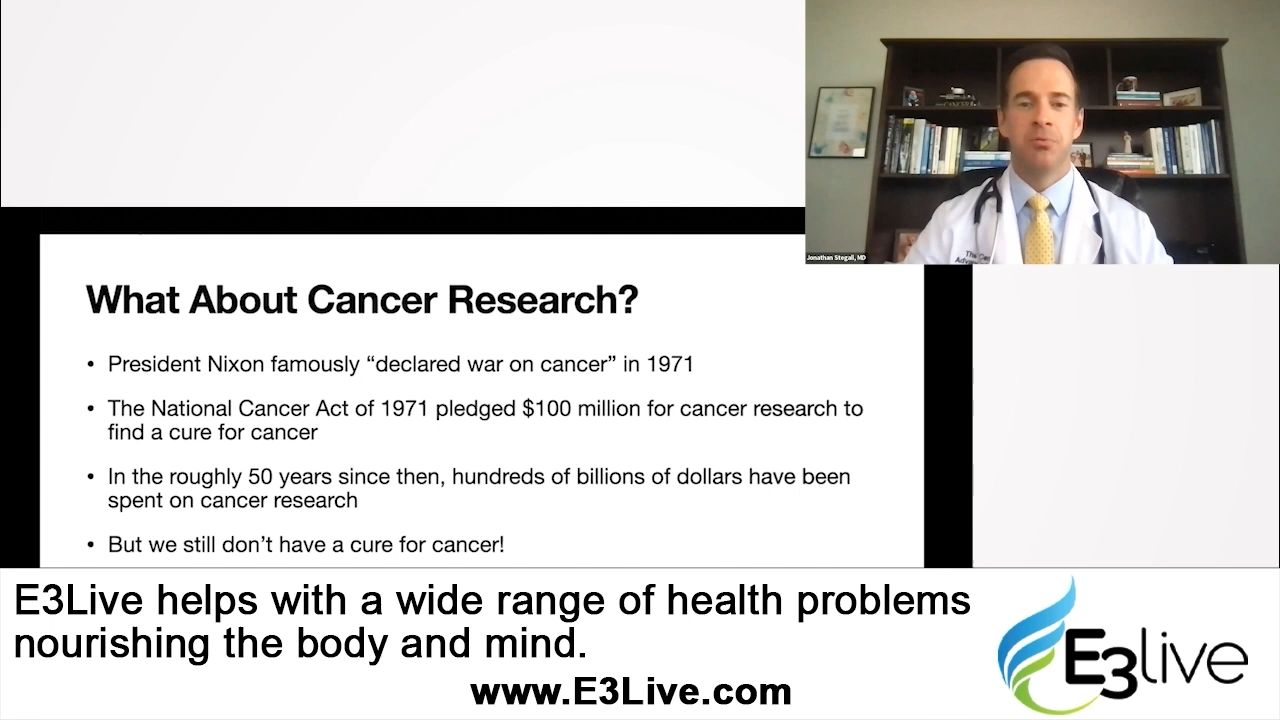 Jonathan Stegall, MD
What About Cancer Research?
• President Nixon famously “declared war on cancer” in 1971
• The National Cancer Act of 1971 pledged $100 million for cancer research to
find a cure for cancer
• In the roughly 50 years since then, hundreds of billions of dollars have been
spent on cancer research
• But we still don’t have a cure for cancer!
E3Live helps with a wide range of health problems
nourishing the body and mind.
www.E3Live.com
E3live